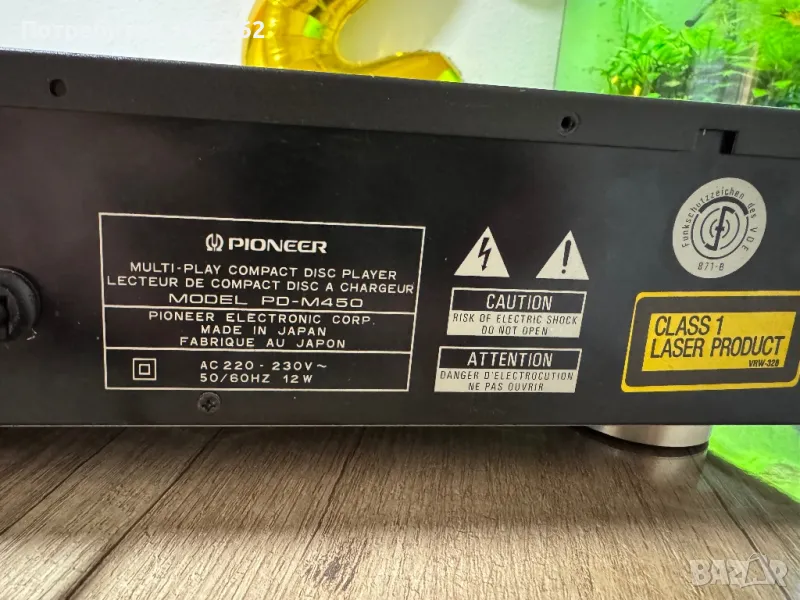 PIONEER
MULTI-PLAY COMPACT DISC PLAYER
LECTEUR DE COMPACT DISC A CHARGEUR
MODEL PD-M450
PIONEER ELECTRONIC CORP.
MADE IN JAPAN
FABRIQUE AU JAPON
AC 220 - 230V~
50/60HZ 12W
CAUTION
RISK OF ELECTRIC SHOCK
DO NOT OPEN
ATTENTION
DANGER D'ELECTROCUTION
NE PAS OUVRIR
Funkschutzzeichen des VDE
871-B
CLASS 1
LASER PRODUCT
VRW-328
BAZAR